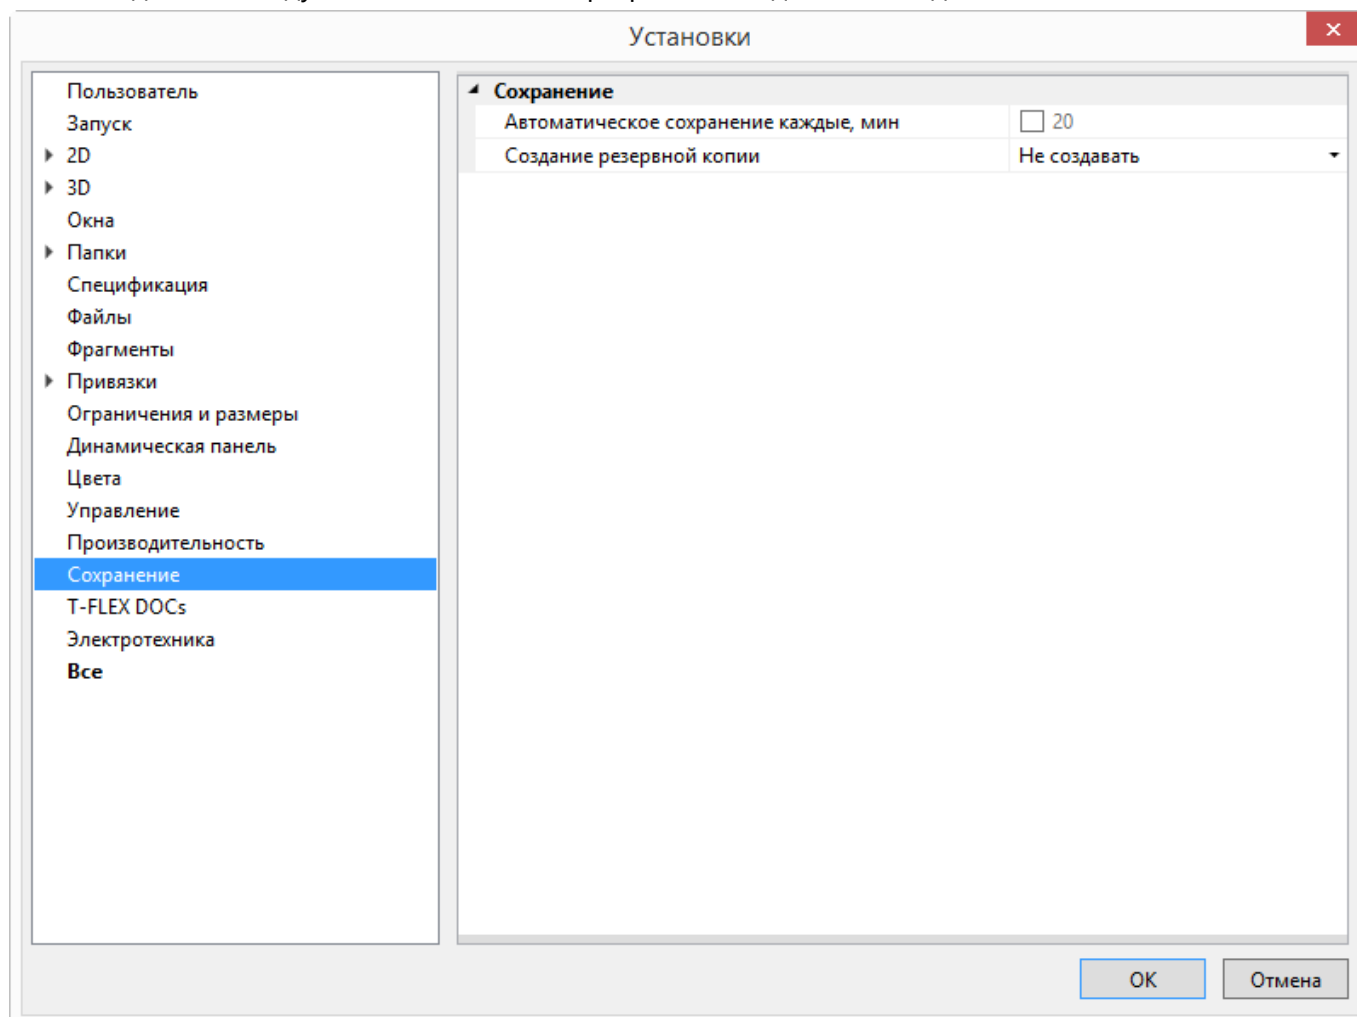 Установки
Пользователь
Запуск
2D
3D
Окна
Папки
Спецификация
Файлы
Фрагменты
Привязки
Ограничения и размеры
Динамическая панель
Цвета
Управление
Производительность
Сохранение
T-FLEX DOCs
Электротехника
Все
Сохранение
Автоматическое сохранение каждые, мин 20
Создание резервной копии Не создавать
ОК Отмена